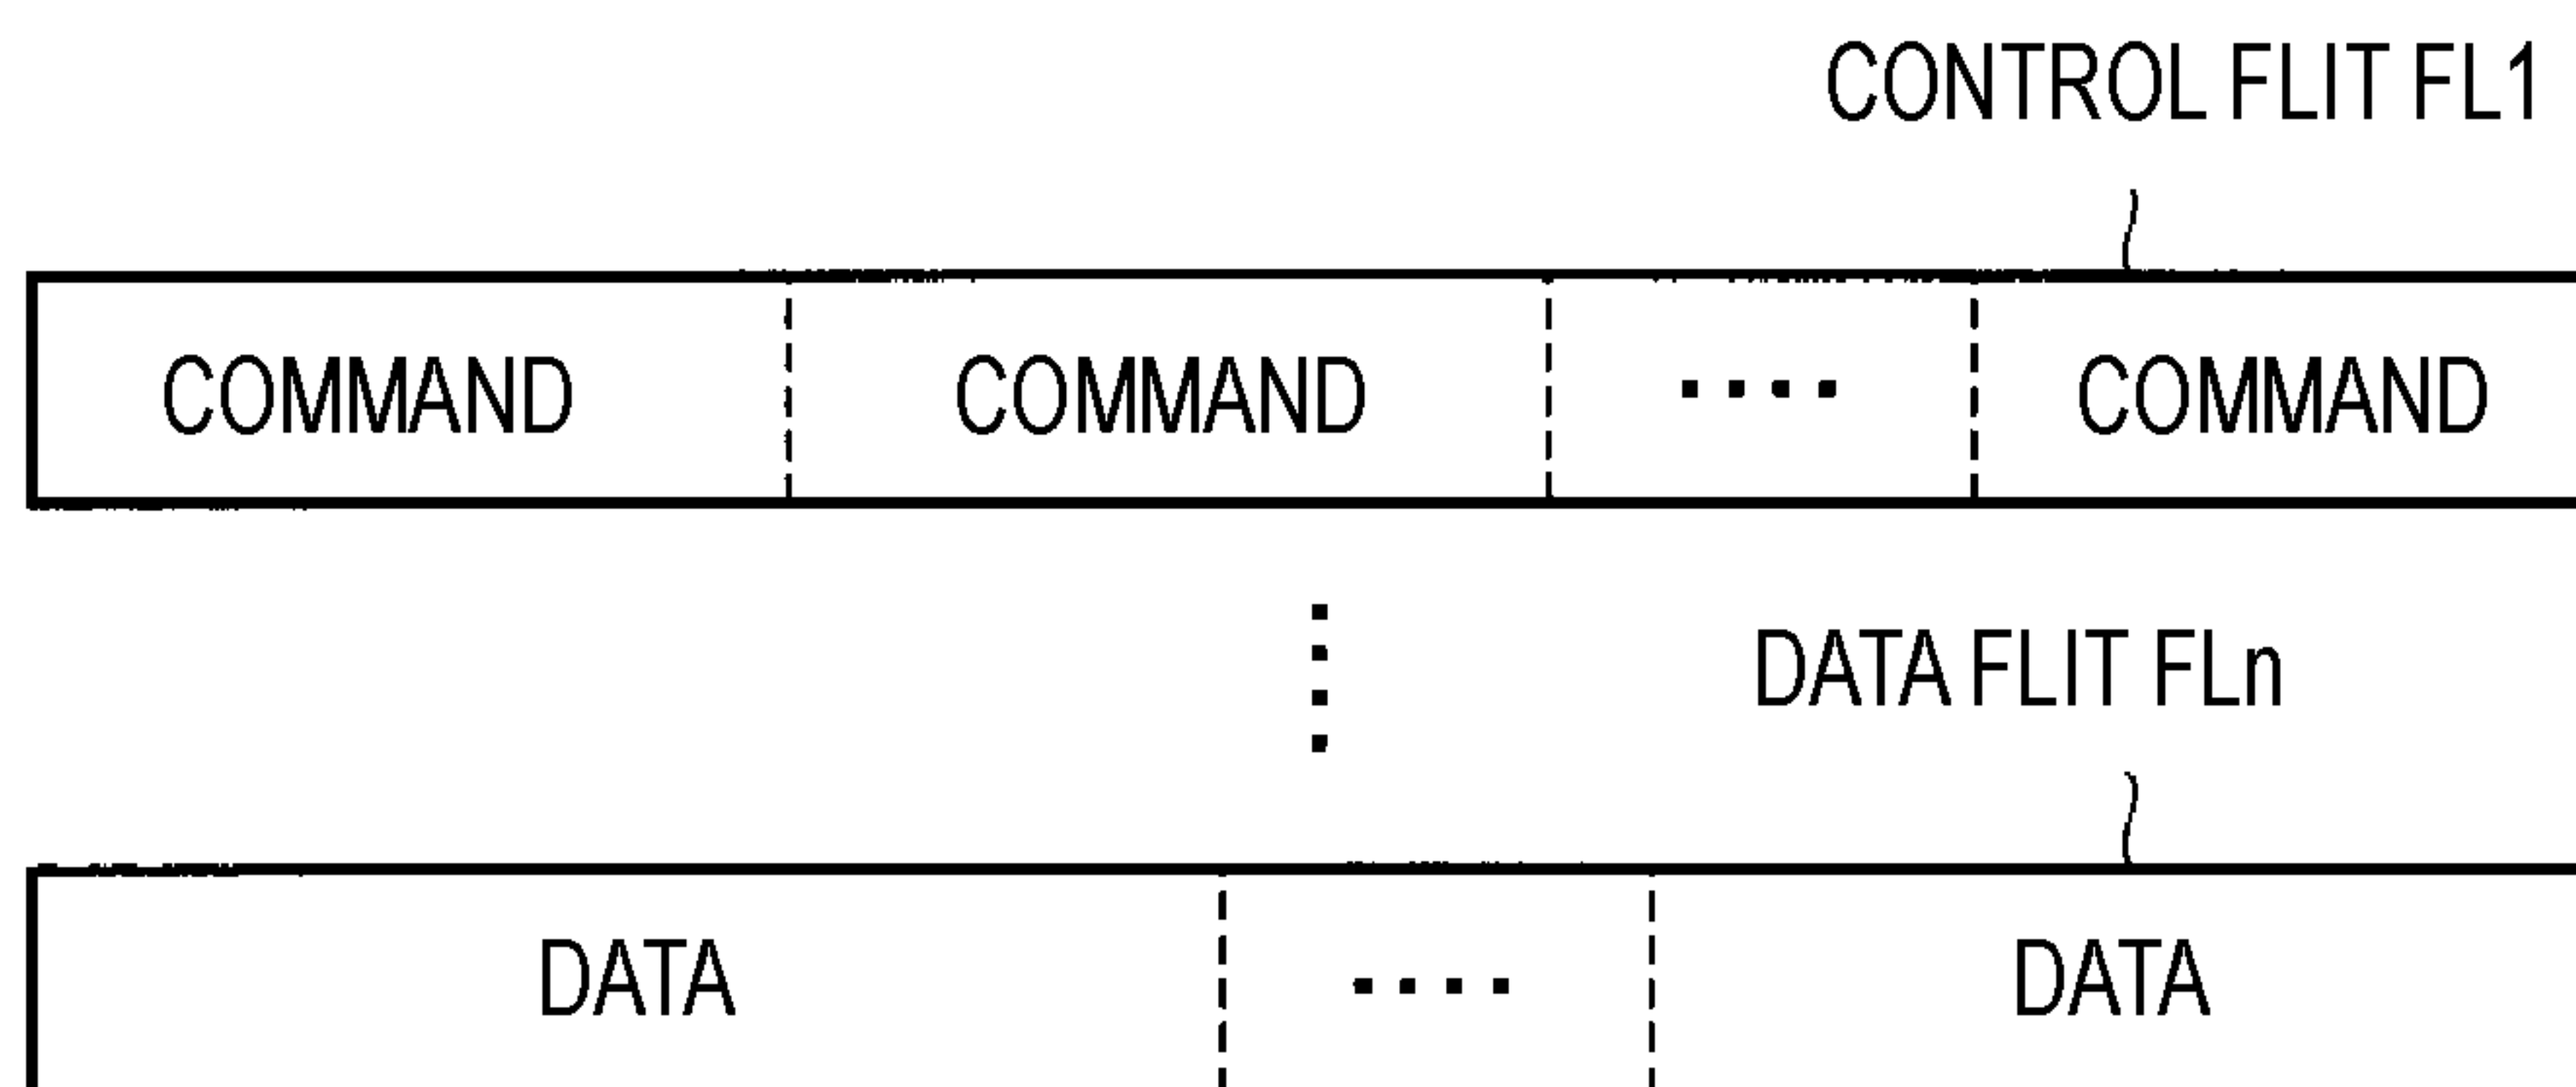 CONTROL FLIT FL1
COMMAND COMMAND .... COMMAND
DATA FLIT FLn
DATA .... DATA